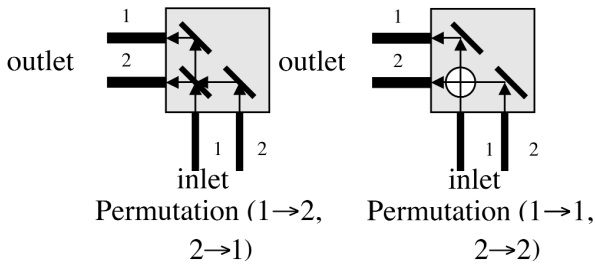 1
2
outlet
1 2
inlet
Permutation (1→2,
2→1)
1
2
outlet
1 2
inlet
Permutation (1→1,
2→2)